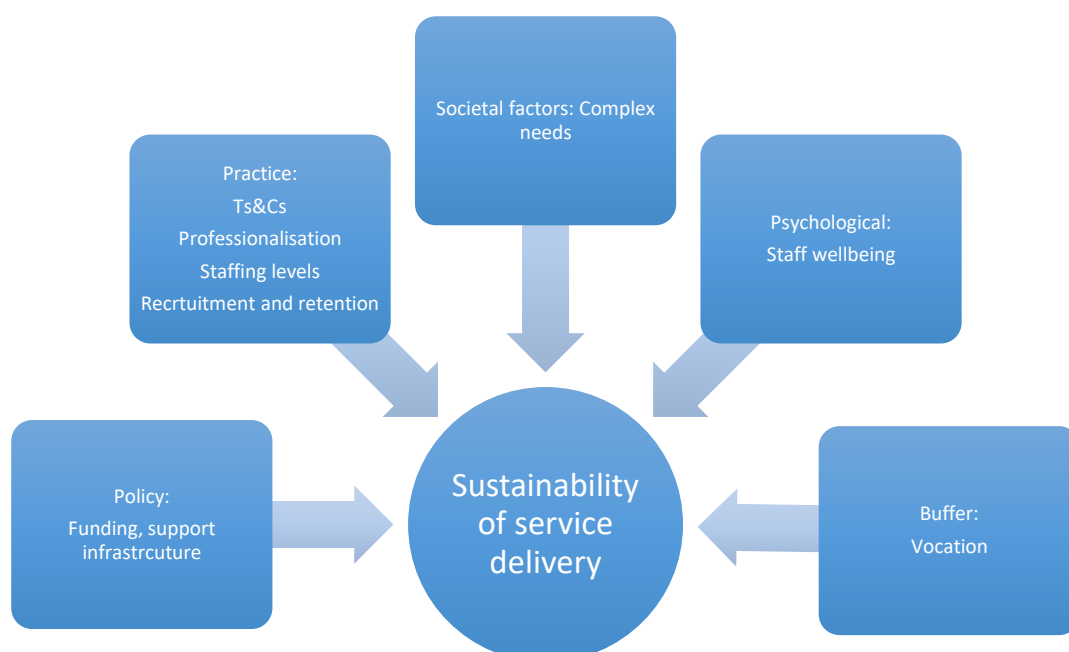 Societal factors: Complex
needs
Practice:
Ts&Cs
Professionalisation
Staffing levels
Recrtuitment and retention
Psychological:
Staff wellbeing
Policy:
Funding, support
infrastrcuture
Sustainability
of service
delivery
Buffer:
Vocation